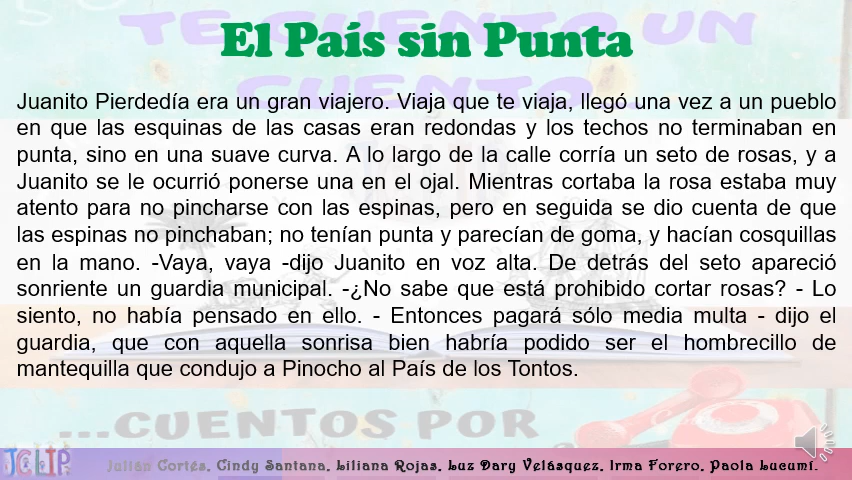 TE CUENTO UN
CUENTO
El País sin Punta
Juanito Pierdedía era un gran viajero. Viaja que te viaja, llegó una vez a un pueblo
en que las esquinas de las casas eran redondas y los techos no terminaban en
punta, sino en una suave curva. A lo largo de la calle corría un seto de rosas, y a
Juanito se le ocurrió ponerse una en el ojal. Mientras cortaba la rosa estaba muy
atento para no pincharse con las espinas, pero en seguida se dio cuenta de que
las espinas no pinchaban; no tenían punta y parecían de goma, y hacían cosquillas
en la mano. -Vaya, vaya -dijo Juanito en voz alta. De detrás del seto apareció
sonriente un guardia municipal. -¿No sabe que está prohibido cortar rosas? - Lo
siento, no había pensado en ello. - Entonces pagará sólo media multa - dijo el
guardia, que con aquella sonrisa bien habría podido ser el hombrecillo de
mantequilla que condujo a Pinocho al País de los Tontos.
...CUENTOS POR
JCLIP
Julián Cortés, Cindy Santana, Liliana Rojas, Luz Dary Velásquez, Irma Forero, Paola Lucumí.